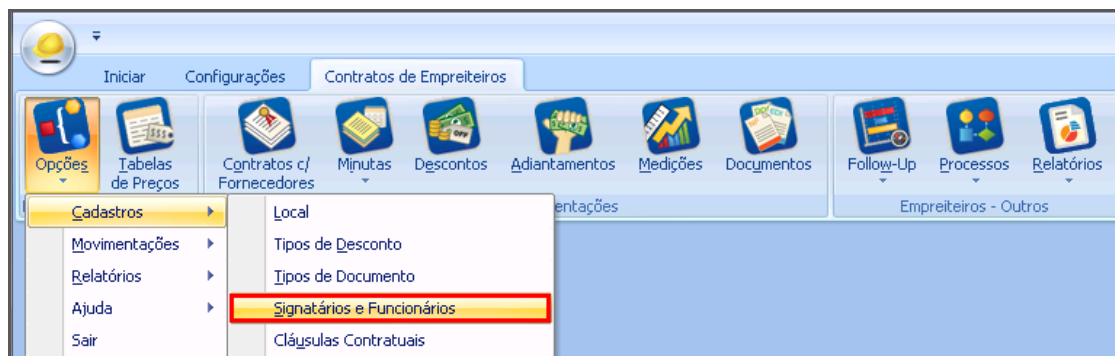 Iniciar Configurações Contratos de Empreiteiros
Opções Tabelas de Preços Contratos c/ Fornecedores Minutas Descontos Adiantamentos Medições Documentos Follow-Up Processos Relatórios
entações Empreiteiros - Outros
Cadastros
Movimentações
Relatórios
Ajuda
Sair
Local
Tipos de Desconto
Tipos de Documento
Signatários e Funcionários
Cláusulas Contratuais